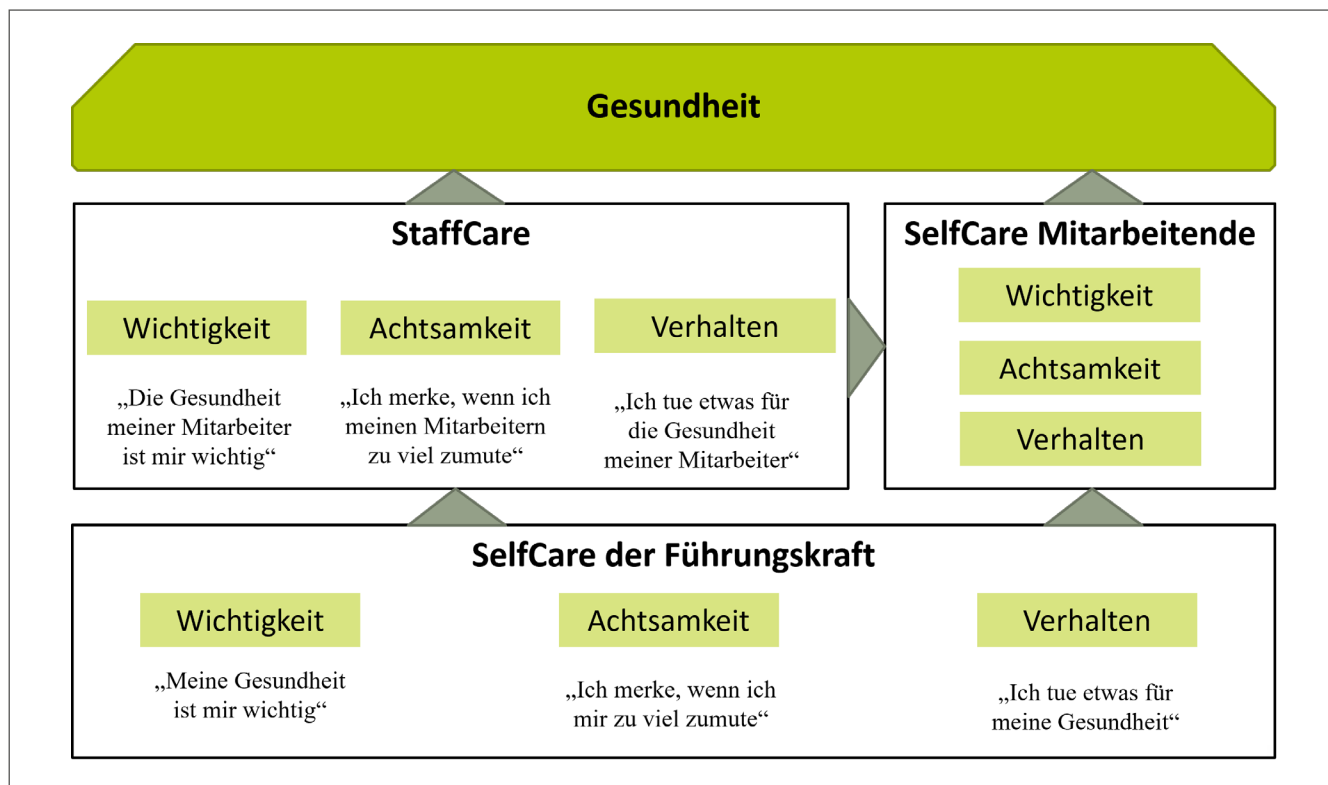 Gesundheit
StaffCare
Wichtigkeit
„Die Gesundheit
meiner Mitarbeiter
ist mir wichtig“
Achtsamkeit
„Ich merke, wenn ich
meinen Mitarbeitern
zu viel zumute“
Verhalten
„Ich tue etwas für
die Gesundheit
meiner Mitarbeiter“
SelfCare Mitarbeitende
Wichtigkeit
Achtsamkeit
Verhalten
SelfCare der Führungskraft
Wichtigkeit
„Meine Gesundheit
ist mir wichtig“
Achtsamkeit
„Ich merke, wenn ich
mir zu viel zumute“
Verhalten
„Ich tue etwas für
meine Gesundheit“